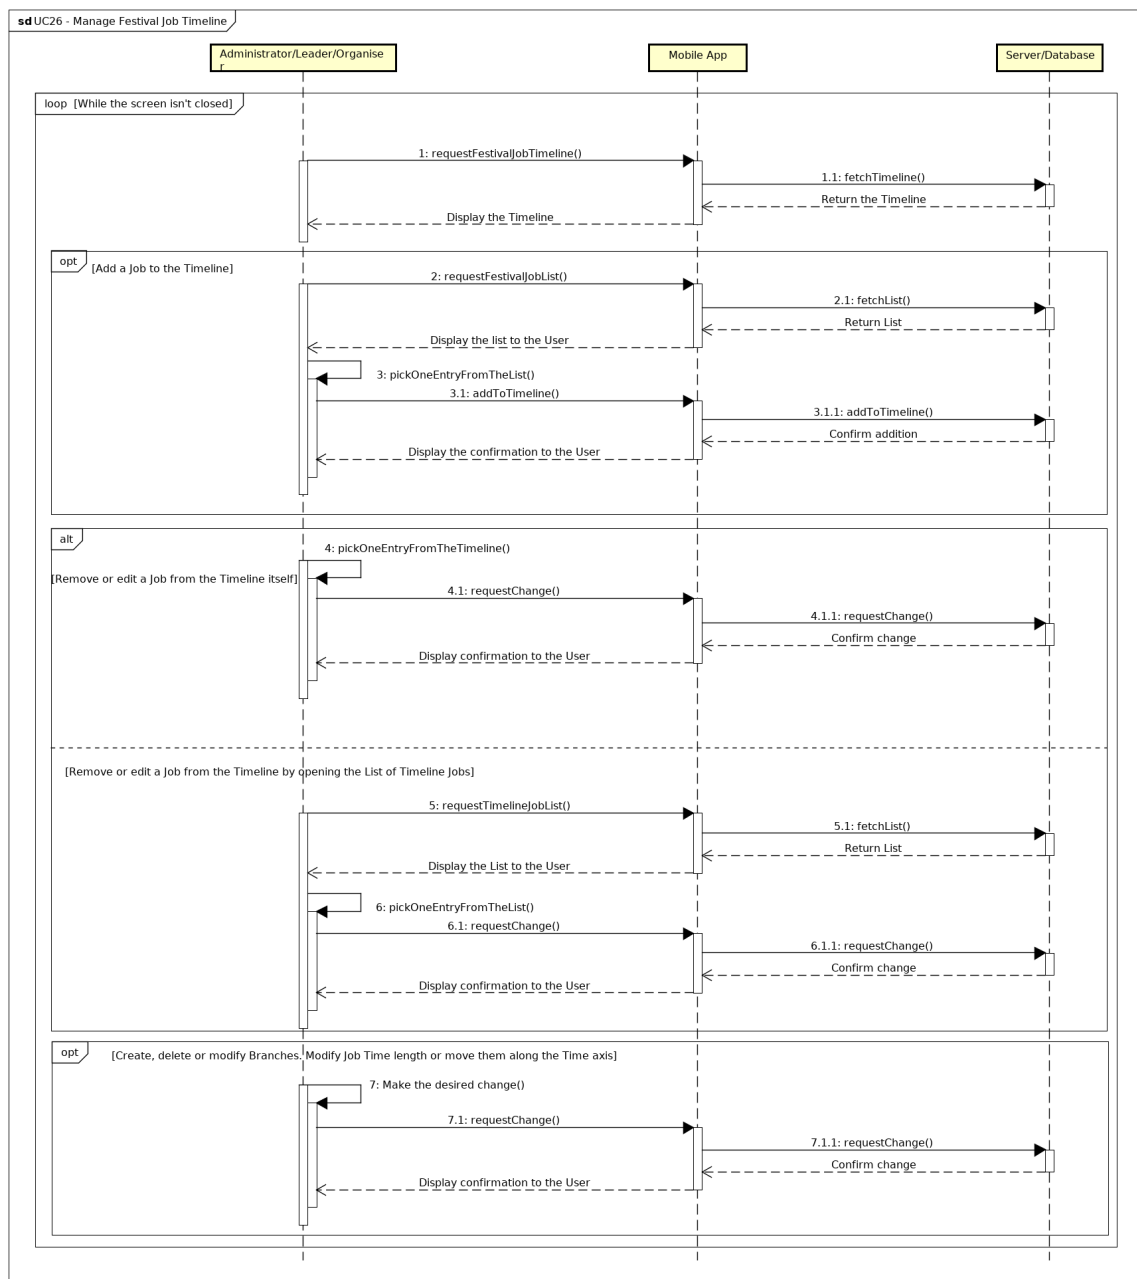 sd UC26 - Manage Festival Job Timeline
Administrator/Leader/Organise
r
Mobile App
Server/Database
loop [While the screen isn't closed]
1: requestFestivalJobTimeline()
1.1: fetchTimeline()
Return the Timeline
Display the Timeline
opt
[Add a Job to the Timeline]
2: requestFestivalJobList()
2.1: fetchList()
Return List
Display the list to the User
3: pickOneEntryFromTheList()
3.1: addToTimeline()
3.1.1: addToTimeline()
Confirm addition
Display the confirmation to the User
alt
4: pickOneEntryFromTheTimeline()
[Remove or edit a Job from the Timeline itself]
4.1: requestChange()
4.1.1: requestChange()
Confirm change
Display confirmation to the User
[Remove or edit a Job from the Timeline by opening the List of Timeline Jobs]
5: requestTimelineJobList()
5.1: fetchList()
Return List
Display the List to the User
6: pickOneEntryFromTheList()
6.1: requestChange()
6.1.1: requestChange()
Confirm change
Display confirmation to the User
opt
[Create, delete or modify Branches. Modify Job Time length or move them along the Time axis]
7: Make the desired change()
7.1: requestChange()
7.1.1: requestChange()
Confirm change
Display confirmation to the User